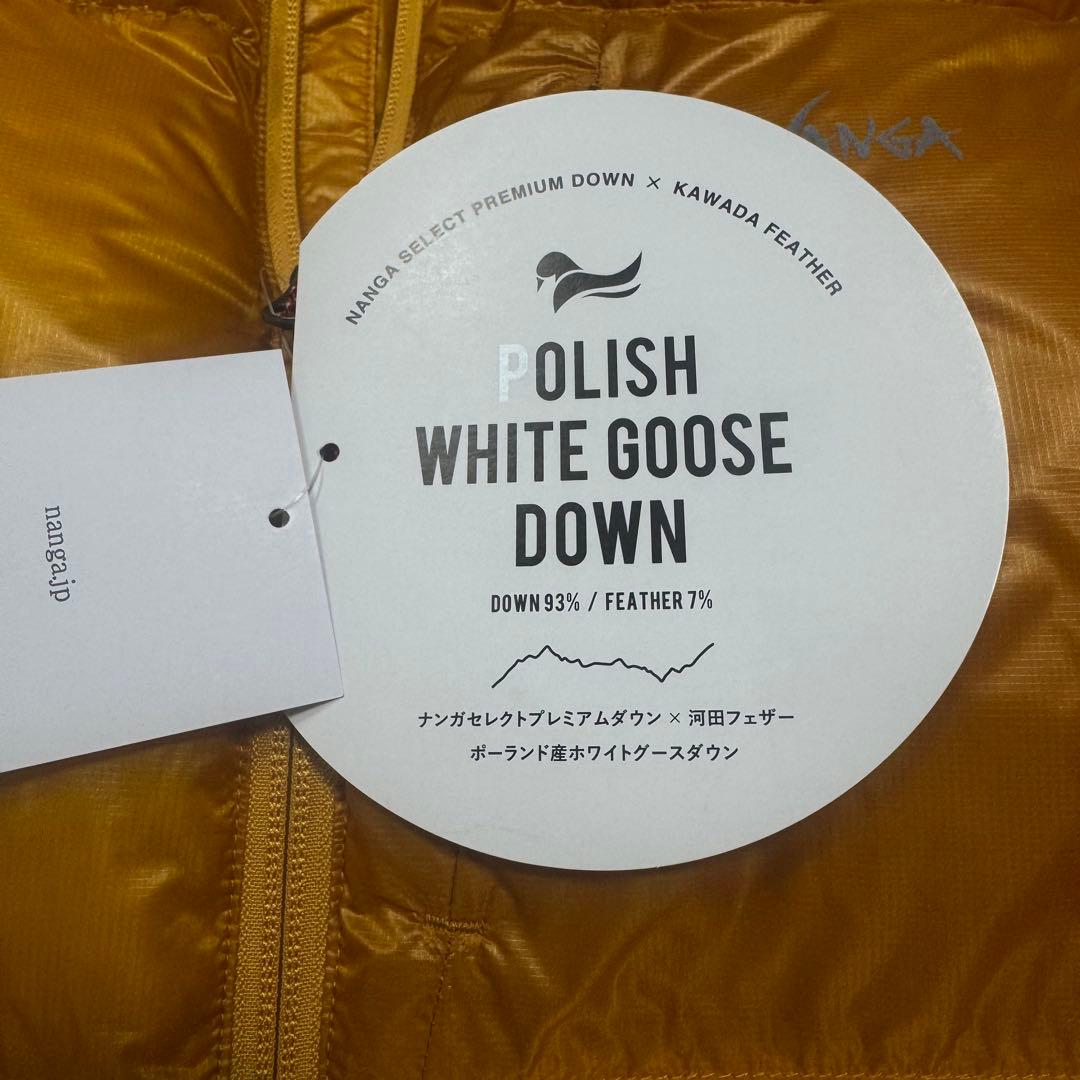 NANGA
NANGA SELECT PREMIUM DOWN × KAWADA FEATHER
POLISH
WHITE GOOSE
DOWN
DOWN 93% / FEATHER 7%
ナンガセレクトプレミアムダウン × 河田フェザー
ポーランド産ホワイトグースダウン
nanga.jp